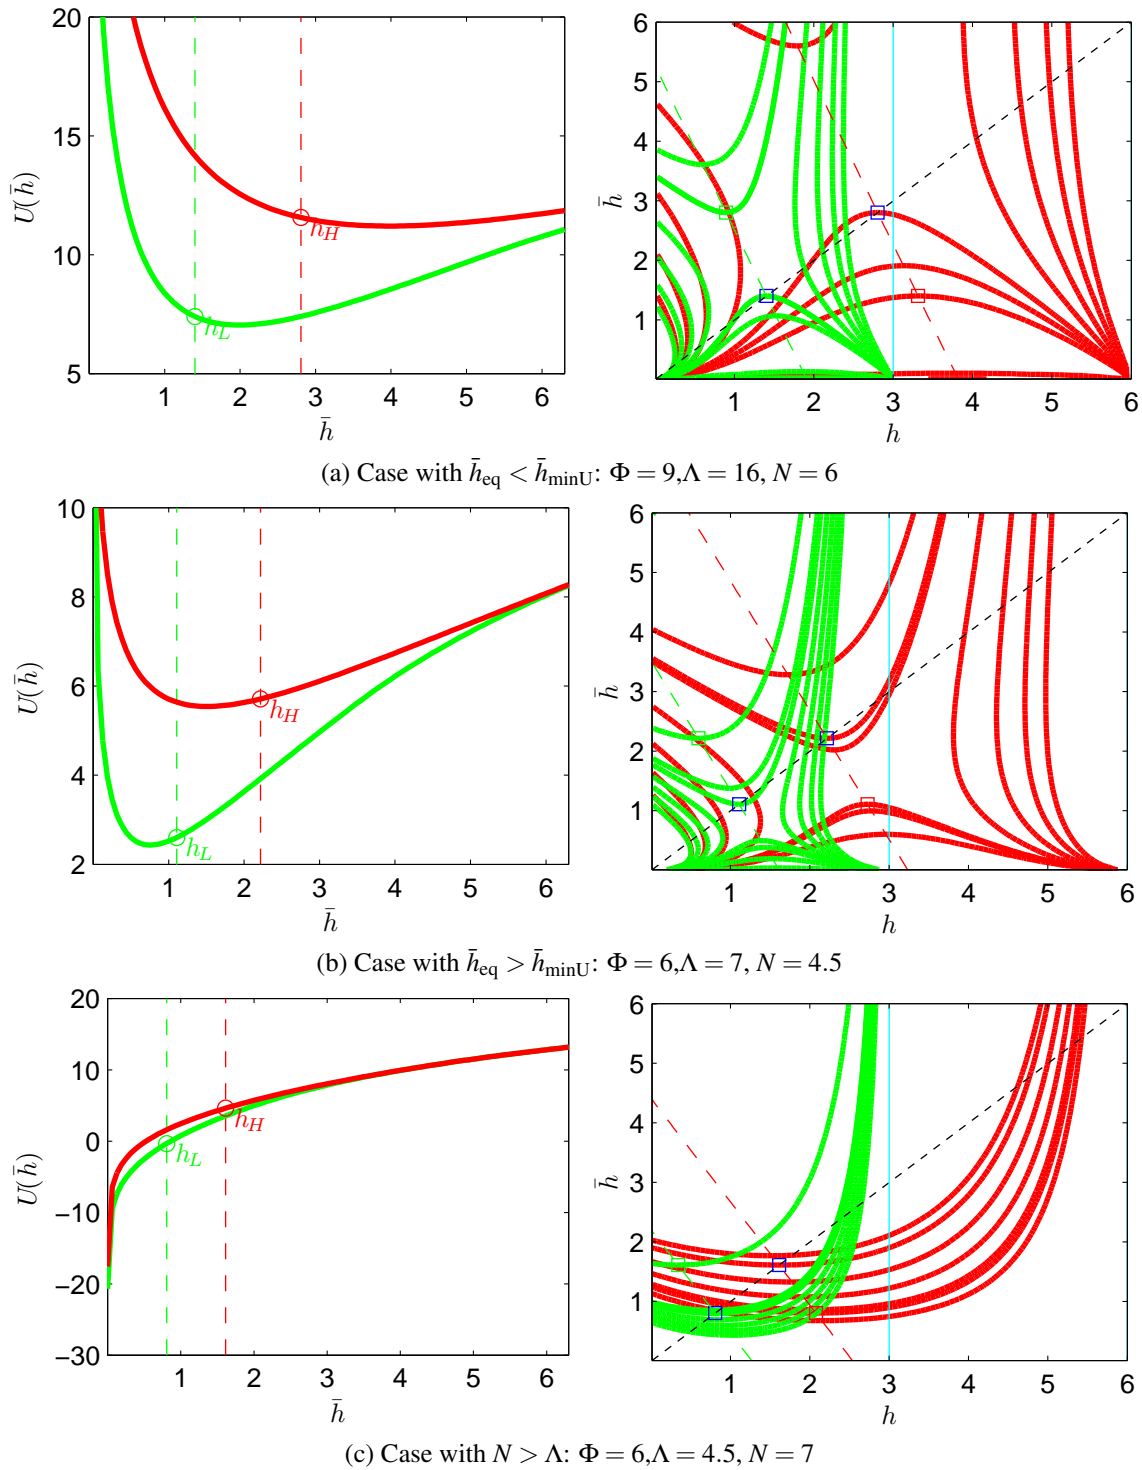 20
15
10
5
1 2 3 4 5 6
U(h̄)
h̄
h_H
h_L
6
5
4
3
2
1
1 2 3 4 5 6
h̄
h
(a) Case with h̄_eq < h̄_minU: Φ = 9,Λ = 16, N = 6
10
8
6
4
2
1 2 3 4 5 6
U(h̄)
h̄
h_H
h_L
6
5
4
3
2
1
1 2 3 4 5 6
h̄
h
(b) Case with h̄_eq > h̄_minU: Φ = 6,Λ = 7, N = 4.5
20
10
0
−10
−20
−30
1 2 3 4 5 6
U(h̄)
h̄
h_H
h_L
6
5
4
3
2
1
1 2 3 4 5 6
h̄
h
(c) Case with N > Λ: Φ = 6,Λ = 4.5, N = 7